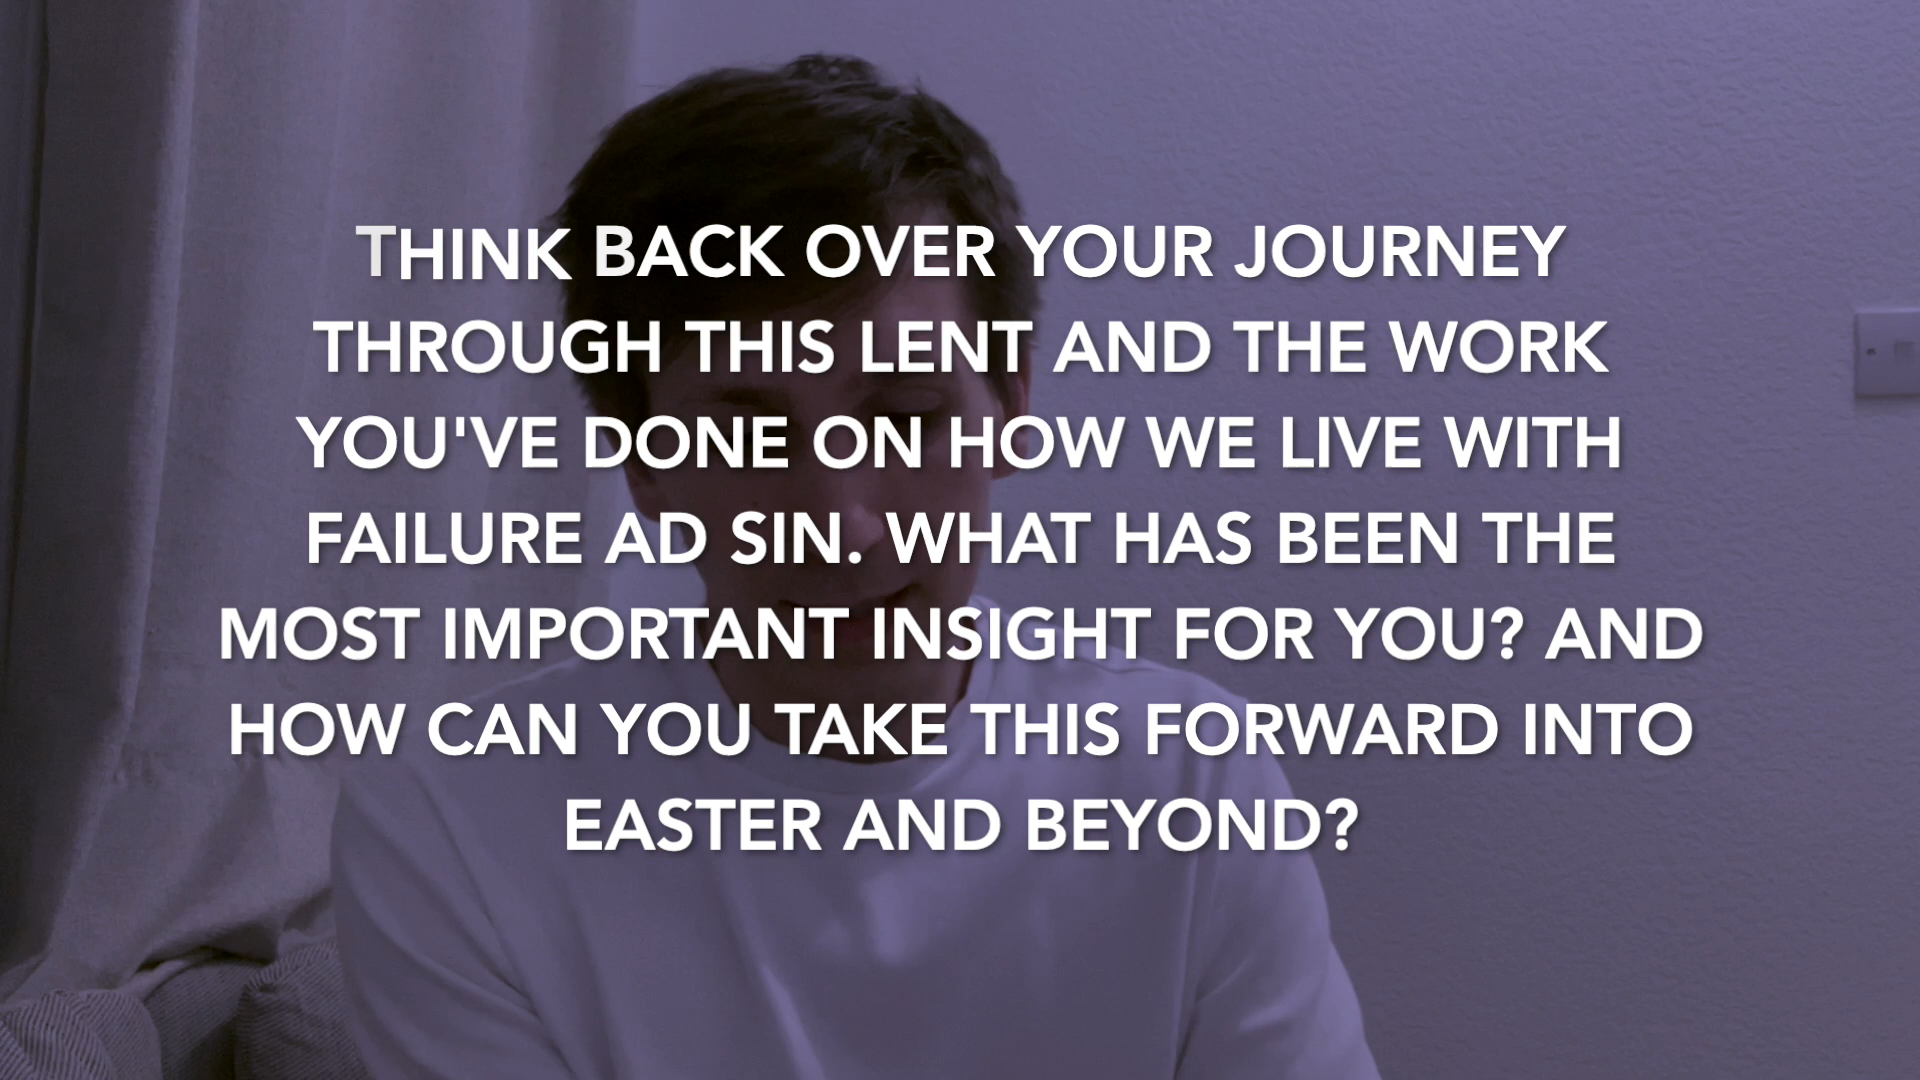 THINK BACK OVER YOUR JOURNEY
THROUGH THIS LENT AND THE WORK
YOU'VE DONE ON HOW WE LIVE WITH
FAILURE AD SIN. WHAT HAS BEEN THE
MOST IMPORTANT INSIGHT FOR YOU? AND
HOW CAN YOU TAKE THIS FORWARD INTO
EASTER AND BEYOND?